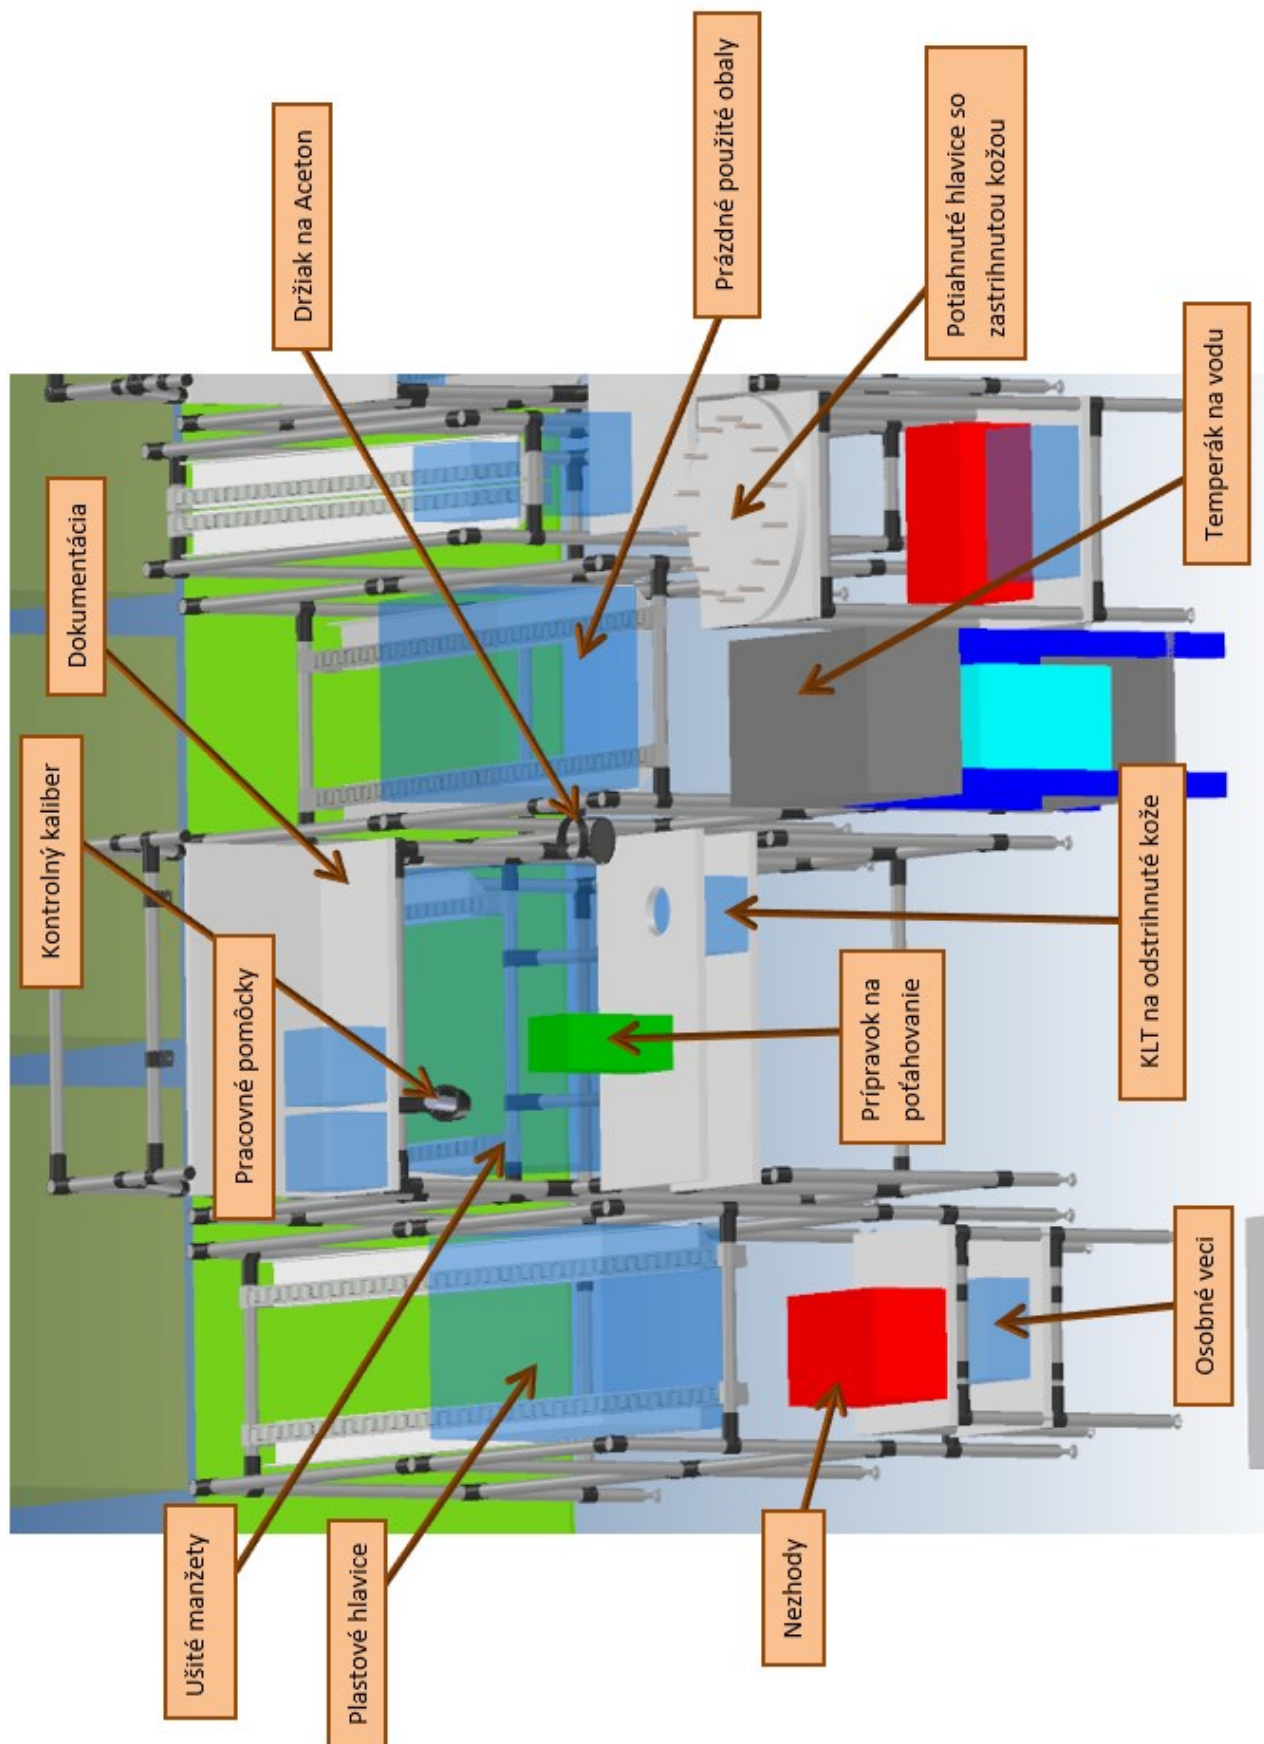 Ušité manžety
Pracovné pomôcky
Kontrolný kaliber
Dokumentácia
Držiak na Aceton
Plastové hlavice
Prázdné použité obaly
Nezhody
Prípravok na
poťahovanie
Potiahnuté hlavice so
zastrihnutou kožou
Osobné veci
KLT na odstrihnuté kože
Temperák na vodu